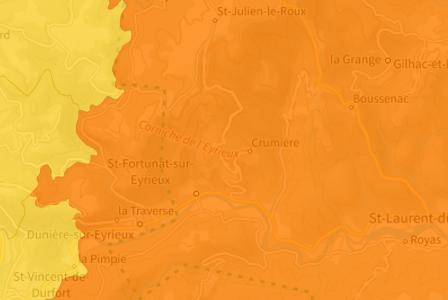 St-Julien-le-Roux
rd
la Grange
Gilhac-et-
Boussenac
Corniche de l'Eyrieux
Crumière
St-Fortunat-sur-
Eyrieux
la Traverse
St-Laurent-du
Dunière-sur-Eyrieux
Royas
la Pimpie
St-Vincent-de-
Durfort